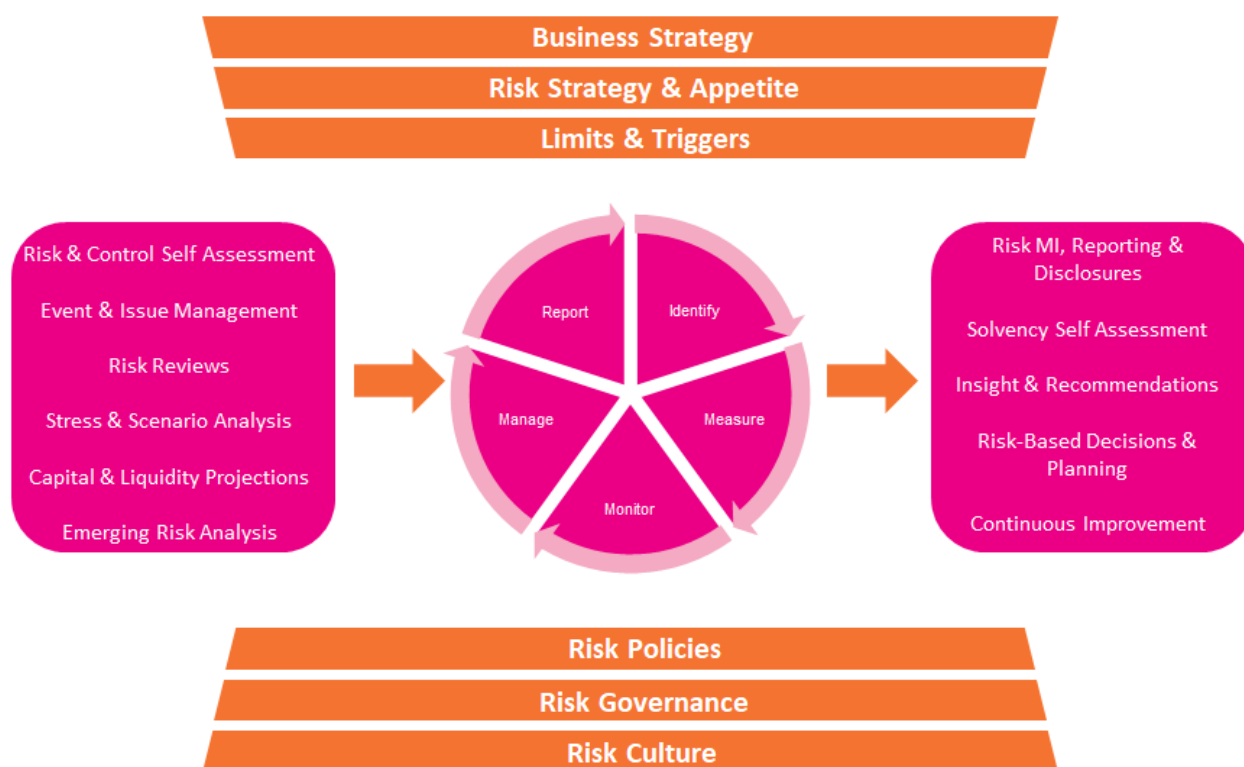 Business Strategy
Risk Strategy & Appetite
Limits & Triggers
Risk & Control Self Assessment
Event & Issue Management
Risk Reviews
Stress & Scenario Analysis
Capital & Liquidity Projections
Emerging Risk Analysis
Report
Identify
Manage
Measure
Monitor
Risk MI, Reporting &
Disclosures
Solvency Self Assessment
Insight & Recommendations
Risk-Based Decisions &
Planning
Continuous Improvement
Risk Policies
Risk Governance
Risk Culture